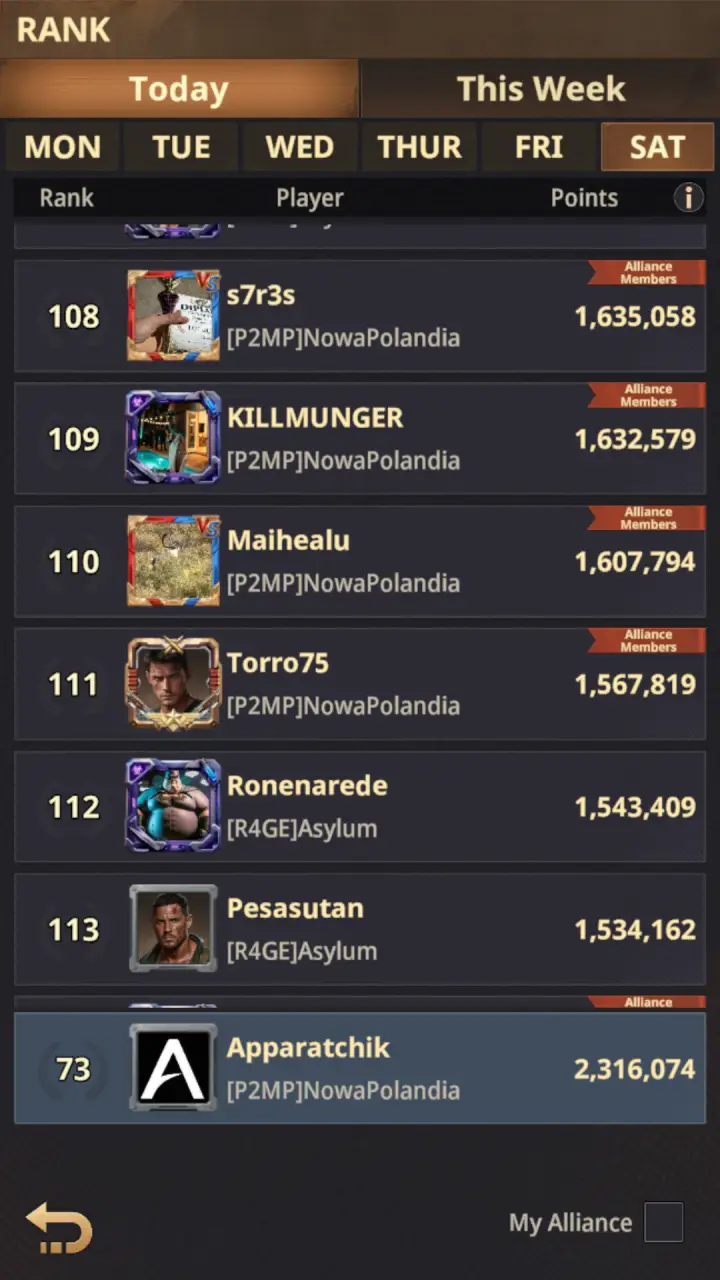 RANK
Today
This Week
MON
TUE
WED
THUR
FRI
SAT
Rank
Player
Points
i
108
s7r3s
[P2MP]NowaPolandia
Alliance
Members
1,635,058
109
KILLMUNGER
[P2MP]NowaPolandia
Alliance
Members
1,632,579
110
Maihealu
[P2MP]NowaPolandia
Alliance
Members
1,607,794
111
Torro75
[P2MP]NowaPolandia
Alliance
Members
1,567,819
112
Ronenarede
[R4GE]Asylum
1,543,409
113
Pesasutan
[R4GE]Asylum
1,534,162
Alliance
73
Apparatchik
[P2MP]NowaPolandia
2,316,074
My Alliance